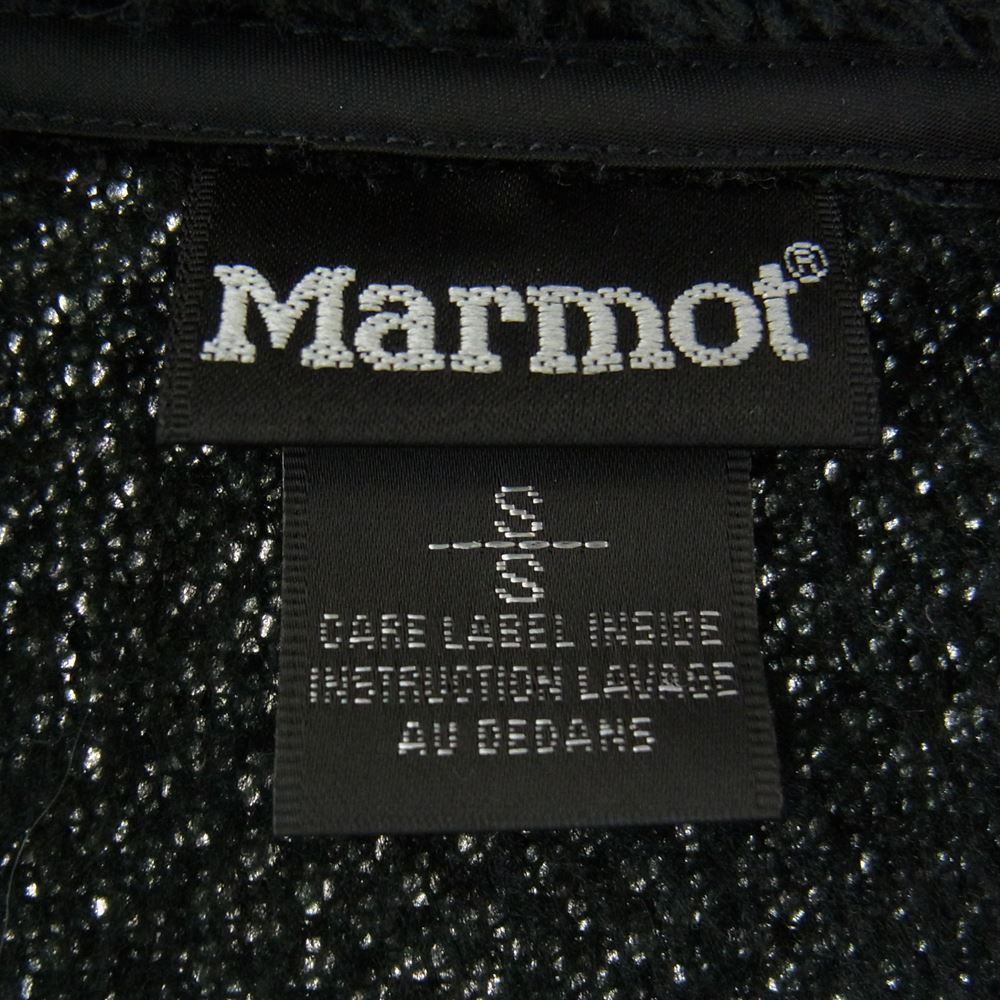 Marmot®
S
S
CARE LABEL INSIDE
INSTRUCTION LAVAGE
AU DEDANS